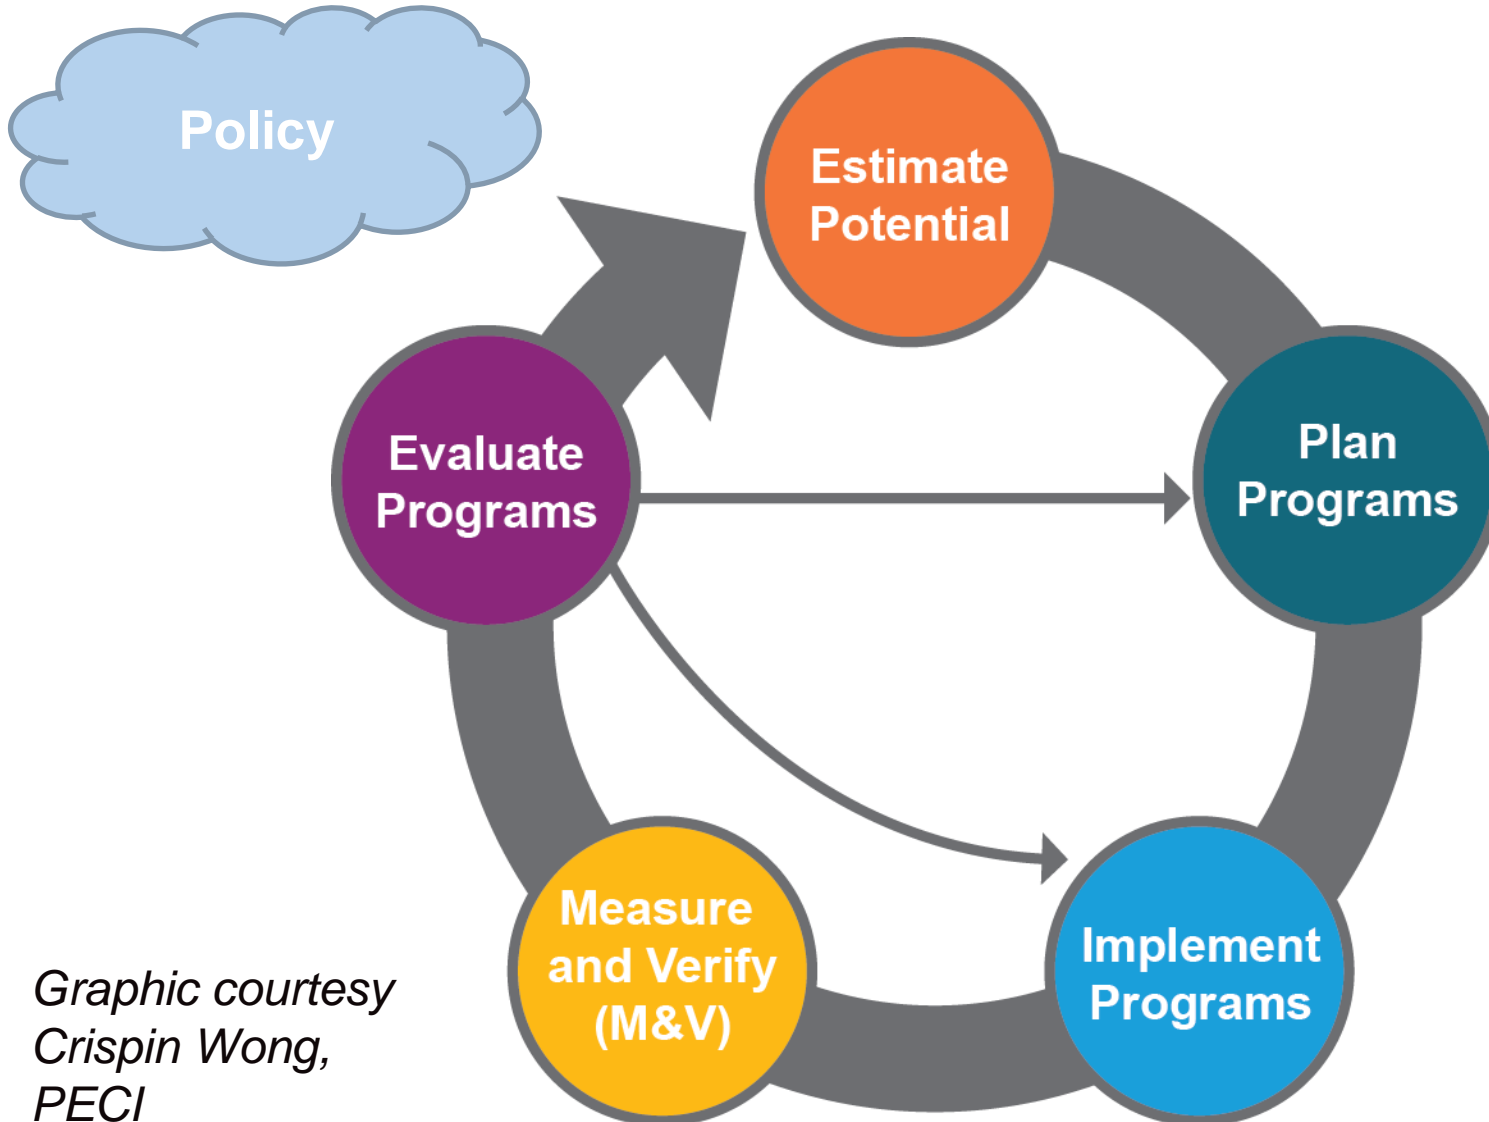 Policy
Estimate
Potential
Plan
Programs
Implement
Programs
Measure
and Verify
(M&V)
Evaluate
Programs
Graphic courtesy
Crispin Wong,
PECI